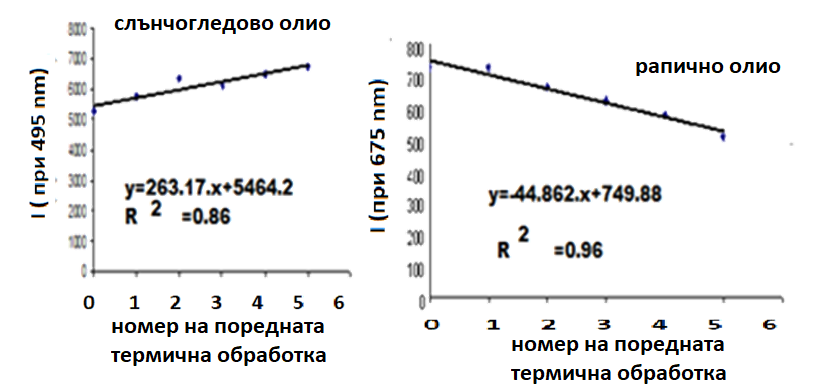 слънчогледово олио
I ( при 495 nm)
8000
7000
6000
5000
4000
3000
2000
1000
0
y=263.17.x+5464.2
R 2 =0.86
0 1 2 3 4 5 6
номер на поредната
термична обработка
рапично олио
I (при 675 nm)
800
700
600
500
400
300
200
100
0
y=-44.862.x+749.88
R 2 =0.96
0 1 2 3 4 5 6
номер на поредната
термична обработка